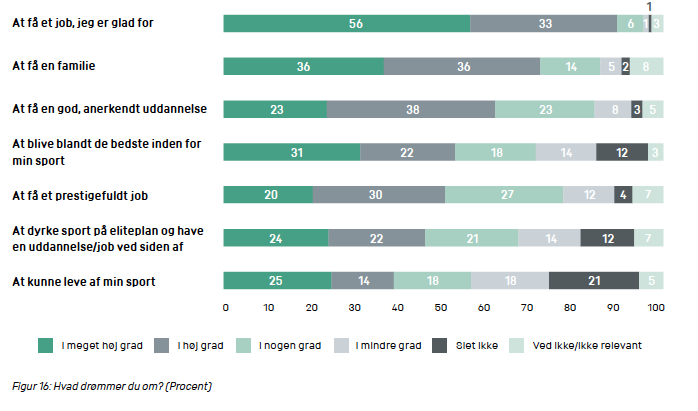 1
At få et job, jeg er glad for 56 33 6 1 3
At få en familie 36 36 14 5 2 8
At få en god, anerkendt uddannelse 23 38 23 8 3 5
At blive blandt de bedste inden for
min sport 31 22 18 14 12 3
At få et prestigefuldt job 20 30 27 12 4 7
At dyrke sport på eliteplan og have
en uddannelse/job ved siden af 24 22 21 18 12 7
At kunne leve af min sport 25 14 18 18 21 5
0 10 20 30 40 50 60 70 80 90 100
I meget høj grad I høj grad I nogen grad I mindre grad Slet ikke Ved ikke/ikke relevant
Figur 16: Hvad drømmer du om? (Procent)